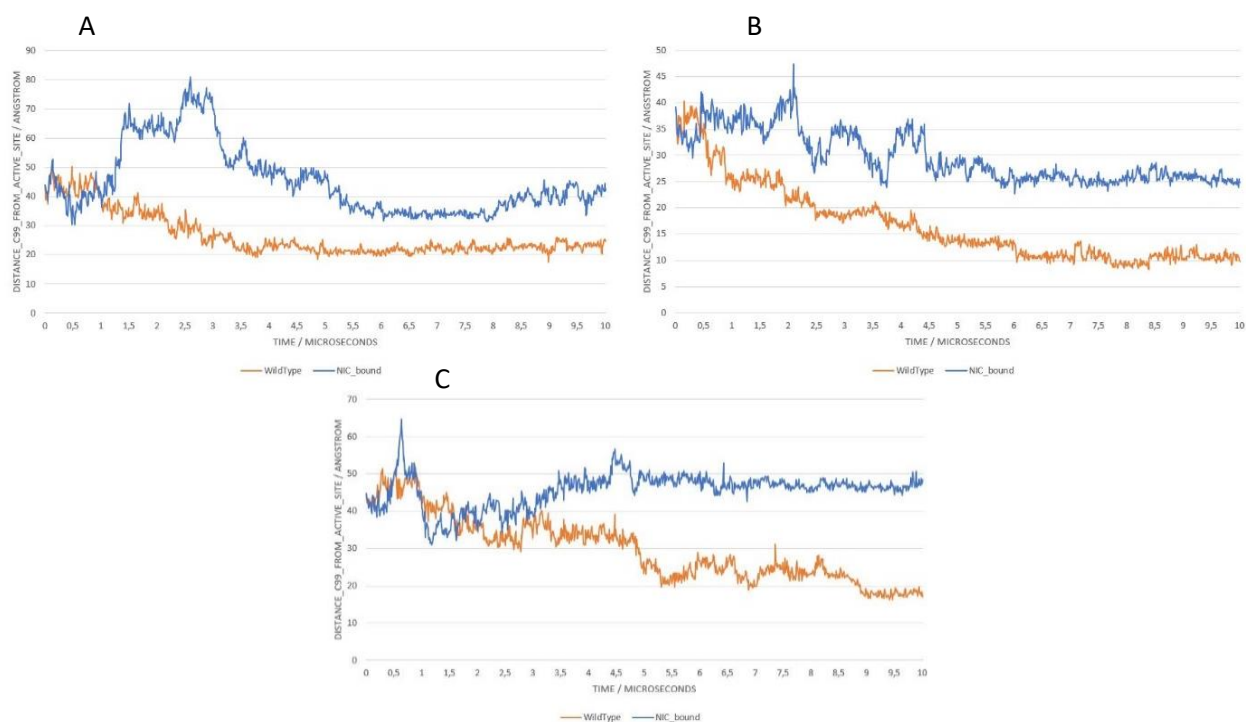 A
DISTANCE_C99_FROM_ACTIVE_SITE / ANGSTROM
90
80
70
60
50
40
30
20
10
0
0 0,5 1 1,5 2 2,5 3 3,5 4 4,5 5 5,5 6 6,5 7 7,5 8 8,5 9 9,5 10
TIME / MICROSECONDS
WildType NIC_bound
B
DISTANCE_C99_FROM_ACTIVE_SITE / ANGSTROM
50
45
40
35
30
25
20
15
10
5
0
0 0,5 1 1,5 2 2,5 3 3,5 4 4,5 5 5,5 6 6,5 7 7,5 8 8,5 9 9,5 10
TIME / MICROSECONDS
WildType NIC_bound
C
DISTANCE_C99_FROM_ACTIVE_SITE / ANGSTROM
70
60
50
40
30
20
10
0
0 0,5 1 1,5 2 2,5 3 3,5 4 4,5 5 5,5 6 6,5 7 7,5 8 8,5 9 9,5 10
TIME / MICROSECONDS
WildType NIC_bound